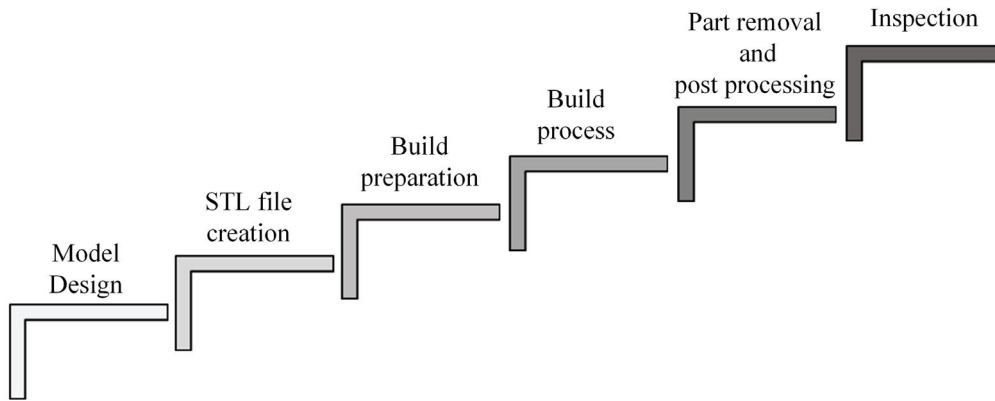 Model
Design
STL file
creation
Build
preparation
Build
process
Part removal
and
post processing
Inspection